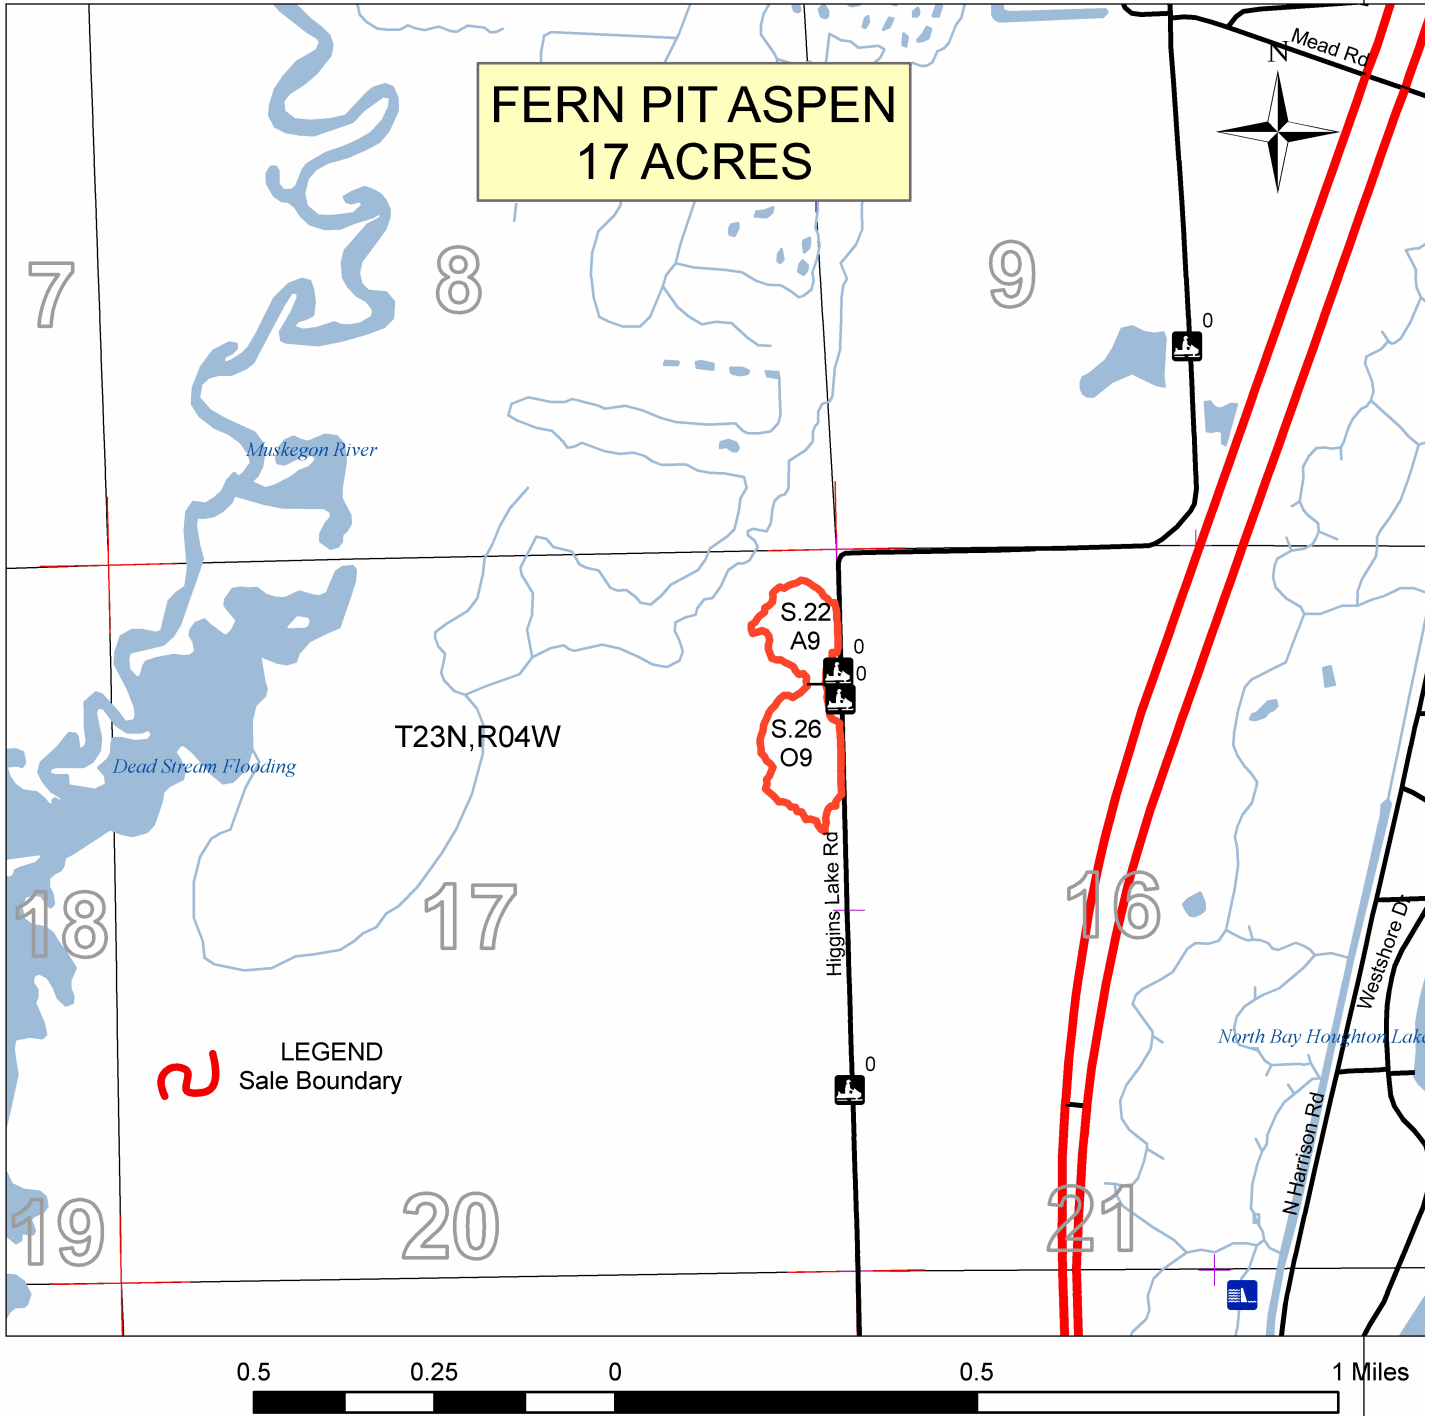 Mead Rd
N
FERN PIT ASPEN
17 ACRES
7
8
9
0
Muskegon River
S.22
A9
0
0
T23N,R04W
S.26
O9
Dead Stream Flooding
Higgins Lake Rd
18
17
16
Westshore Dr
North Bay Houghton Lake
LEGEND
Sale Boundary
0
N Harrison Rd
19
20
21
0.5
0.25
0
0.5
1 Miles